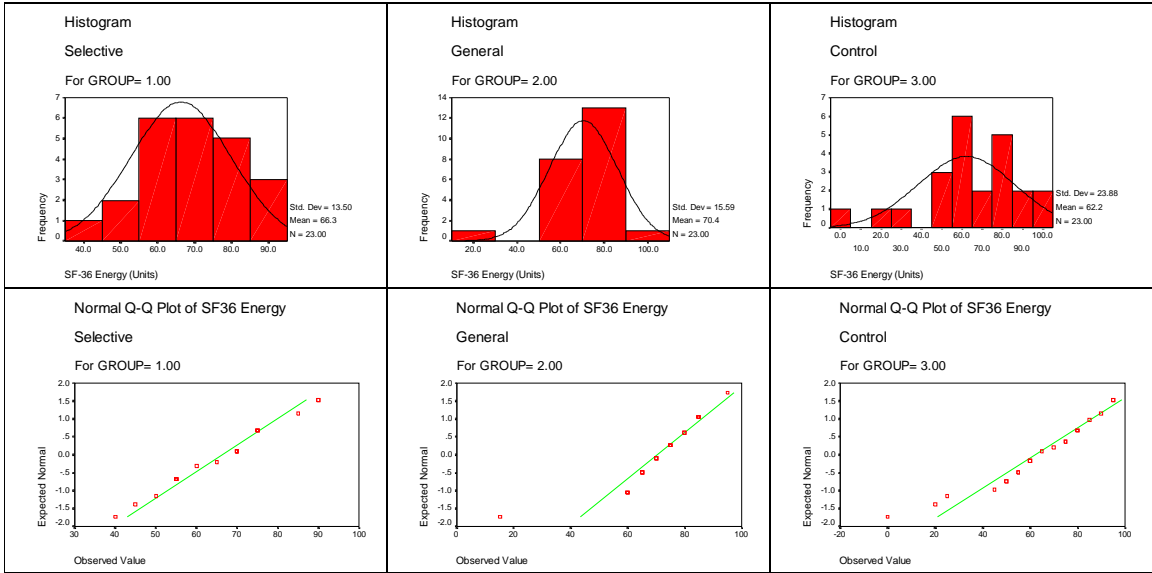 Histogram
Selective
For GROUP= 1.00
7
6
5
4
3
2
1
0
Frequency
40.0 50.0 60.0 70.0 80.0 90.0
Std. Dev = 13.50
Mean = 66.3
N = 23.00
SF-36 Energy (Units)
Histogram
General
For GROUP= 2.00
14
12
10
8
6
4
2
0
Frequency
20.0 40.0 60.0 80.0 100.0
Std. Dev = 15.59
Mean = 70.4
N = 23.00
SF-36 Energy (Units)
Histogram
Control
For GROUP= 3.00
7
6
5
4
3
2
1
0
Frequency
0.0 20.0 40.0 60.0 80.0 100.0
10.0 30.0 50.0 70.0 90.0
Std. Dev = 23.88
Mean = 62.2
N = 23.00
SF-36 Energy (Units)
Normal Q-Q Plot of SF36 Energy
Selective
For GROUP= 1.00
2.0
1.5
1.0
.5
0.0
-.5
-1.0
-1.5
-2.0
Expected Normal
30 40 50 60 70 80 90 100
Observed Value
Normal Q-Q Plot of SF36 Energy
General
For GROUP= 2.00
2.0
1.5
1.0
.5
0.0
-.5
-1.0
-1.5
-2.0
Expected Normal
0 20 40 60 80 100
Observed Value
Normal Q-Q Plot of SF36 Energy
Control
For GROUP= 3.00
2.0
1.5
1.0
.5
0.0
-.5
-1.0
-1.5
-2.0
Expected Normal
-20 0 20 40 60 80 100
Observed Value